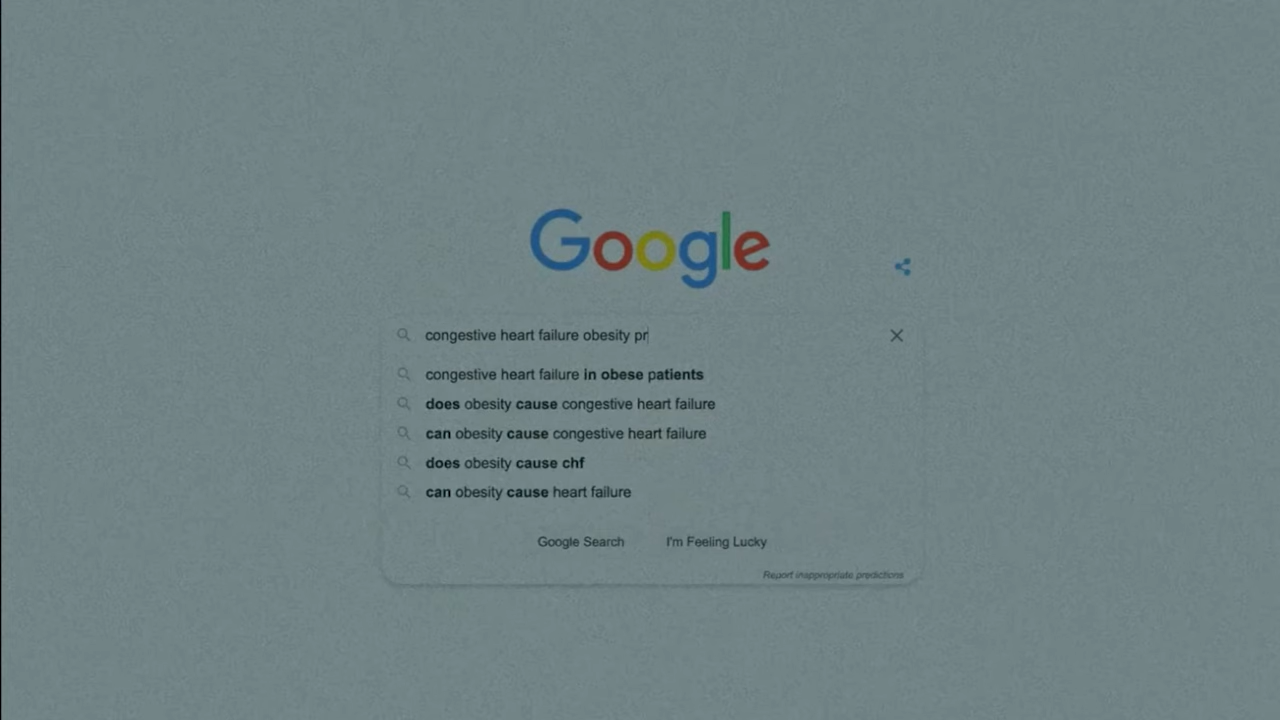 Google
congestive heart failure obesity pr
congestive heart failure in obese patients
does obesity cause congestive heart failure
can obesity cause congestive heart failure
does obesity cause chf
can obesity cause heart failure
Google Search I'm Feeling Lucky
Report inappropriate predictions